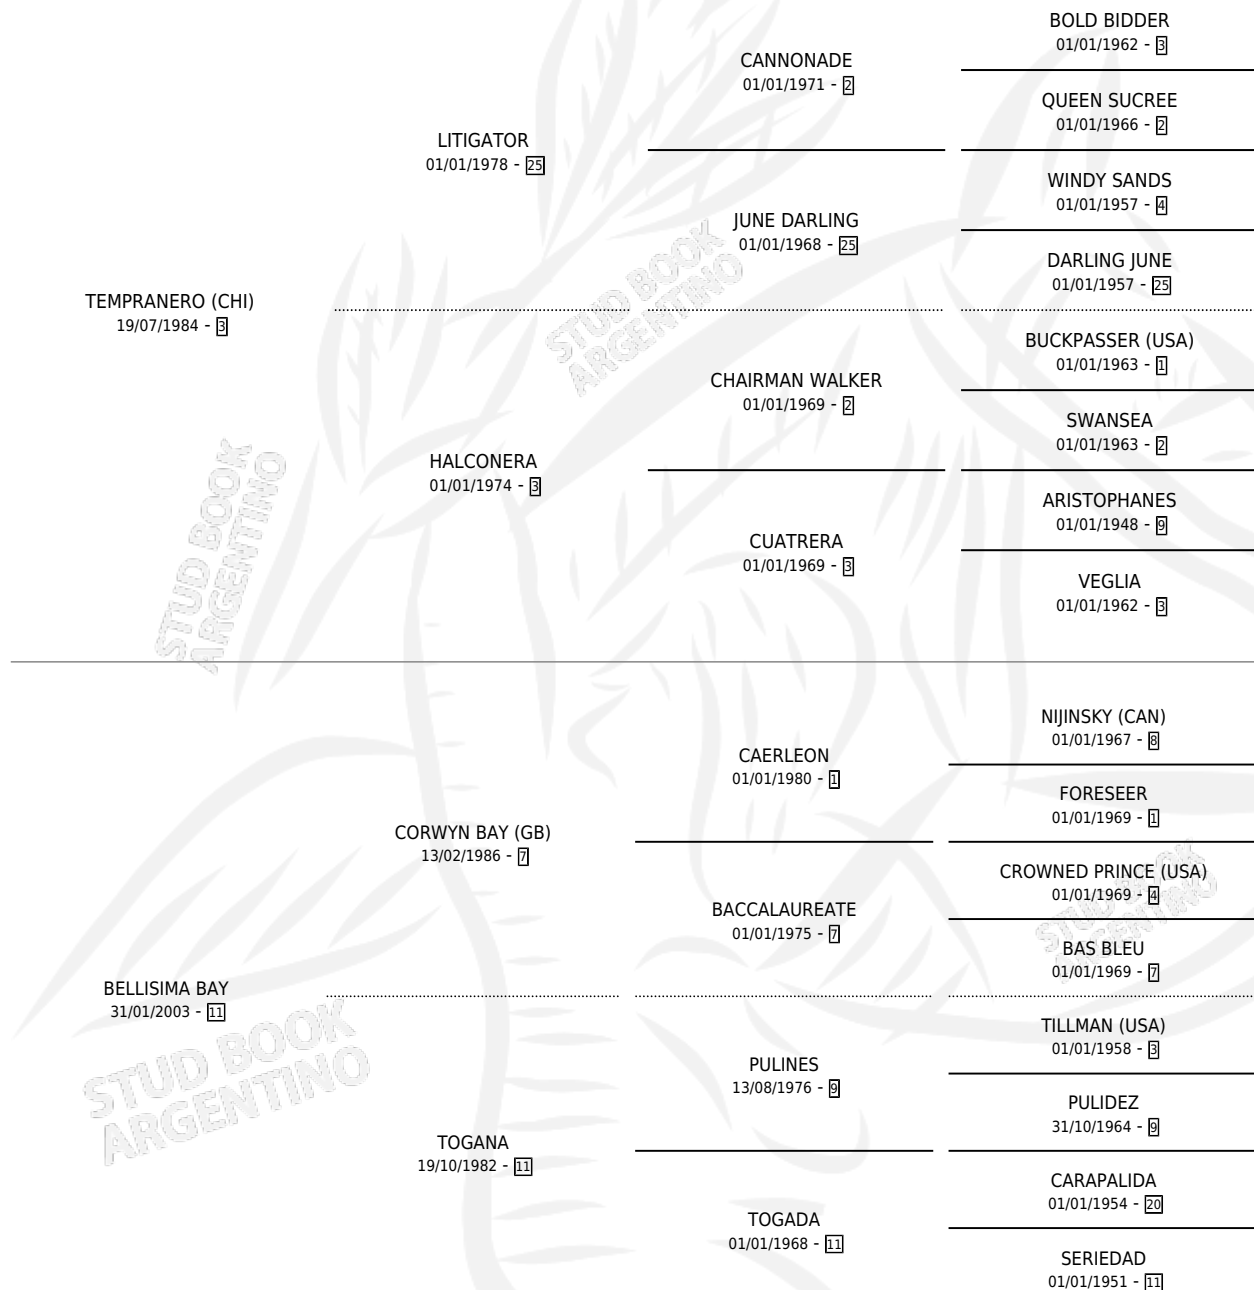 BOLD BIDDER
01/01/1962 - 3
CANNONADE
01/01/1971 - 2
QUEEN SUCREE
01/01/1966 - 2
LITIGATOR
01/01/1978 - 25
WINDY SANDS
01/01/1957 - 4
JUNE DARLING
01/01/1968 - 25
DARLING JUNE
01/01/1957 - 25
TEMPRANERO (CHI)
19/07/1984 - 3
BUCKPASSER (USA)
01/01/1963 - 1
CHAIRMAN WALKER
01/01/1969 - 2
SWANSEA
01/01/1963 - 2
HALCONERA
01/01/1974 - 3
ARISTOPHANES
01/01/1948 - 9
CUATRERA
01/01/1969 - 3
VEGLIA
01/01/1962 - 3
STUD BOOK
ARGENTINO
STUD BOOK
ARGENTINO
NIJINSKY (CAN)
01/01/1967 - 8
CAERLEON
01/01/1980 - 1
FORESEER
01/01/1969 - 1
CORWYN BAY (GB)
13/02/1986 - 7
CROWNED PRINCE (USA)
01/01/1969 - 4
BACCALAUREATE
01/01/1975 - 7
BAS BLEU
01/01/1969 - 7
BELLISIMA BAY
31/01/2003 - 11
TILLMAN (USA)
01/01/1958 - 3
PULINES
13/08/1976 - 9
PULIDEZ
31/10/1964 - 9
TOGANA
19/10/1982 - 11
CARAPALIDA
01/01/1954 - 20
TOGADA
01/01/1968 - 11
SERIEDAD
01/01/1951 - 11
STUD BOOK
ARGENTINO
STUD BOOK
ARGENTINO